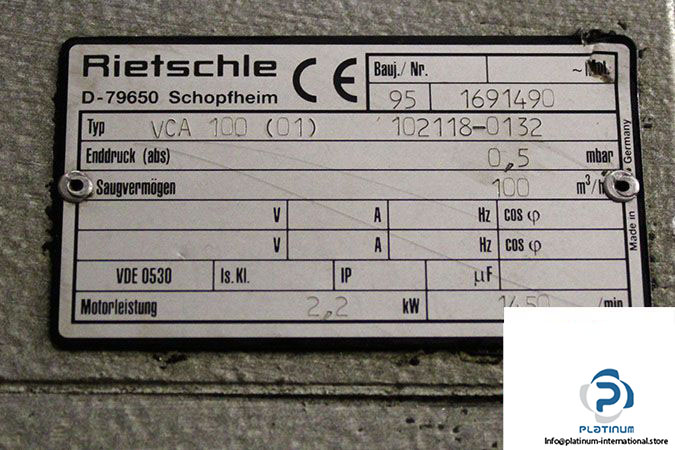 Rietschle
D-79650 Schopfheim
CE
Bauj./ Nr. ~
95 1691490
Typ VCA 100 (01) 102118-0132
Enddruck (abs) 0,5 mbar
Saugvermögen 100 m³/h
V A Hz cos φ
V A Hz cos φ
VDE 0530 Is.Kl. IP µF
Motorleistung 2,2 kW 1450 /min
Made in Germany
PLATINUM
Info@platinum-international.store